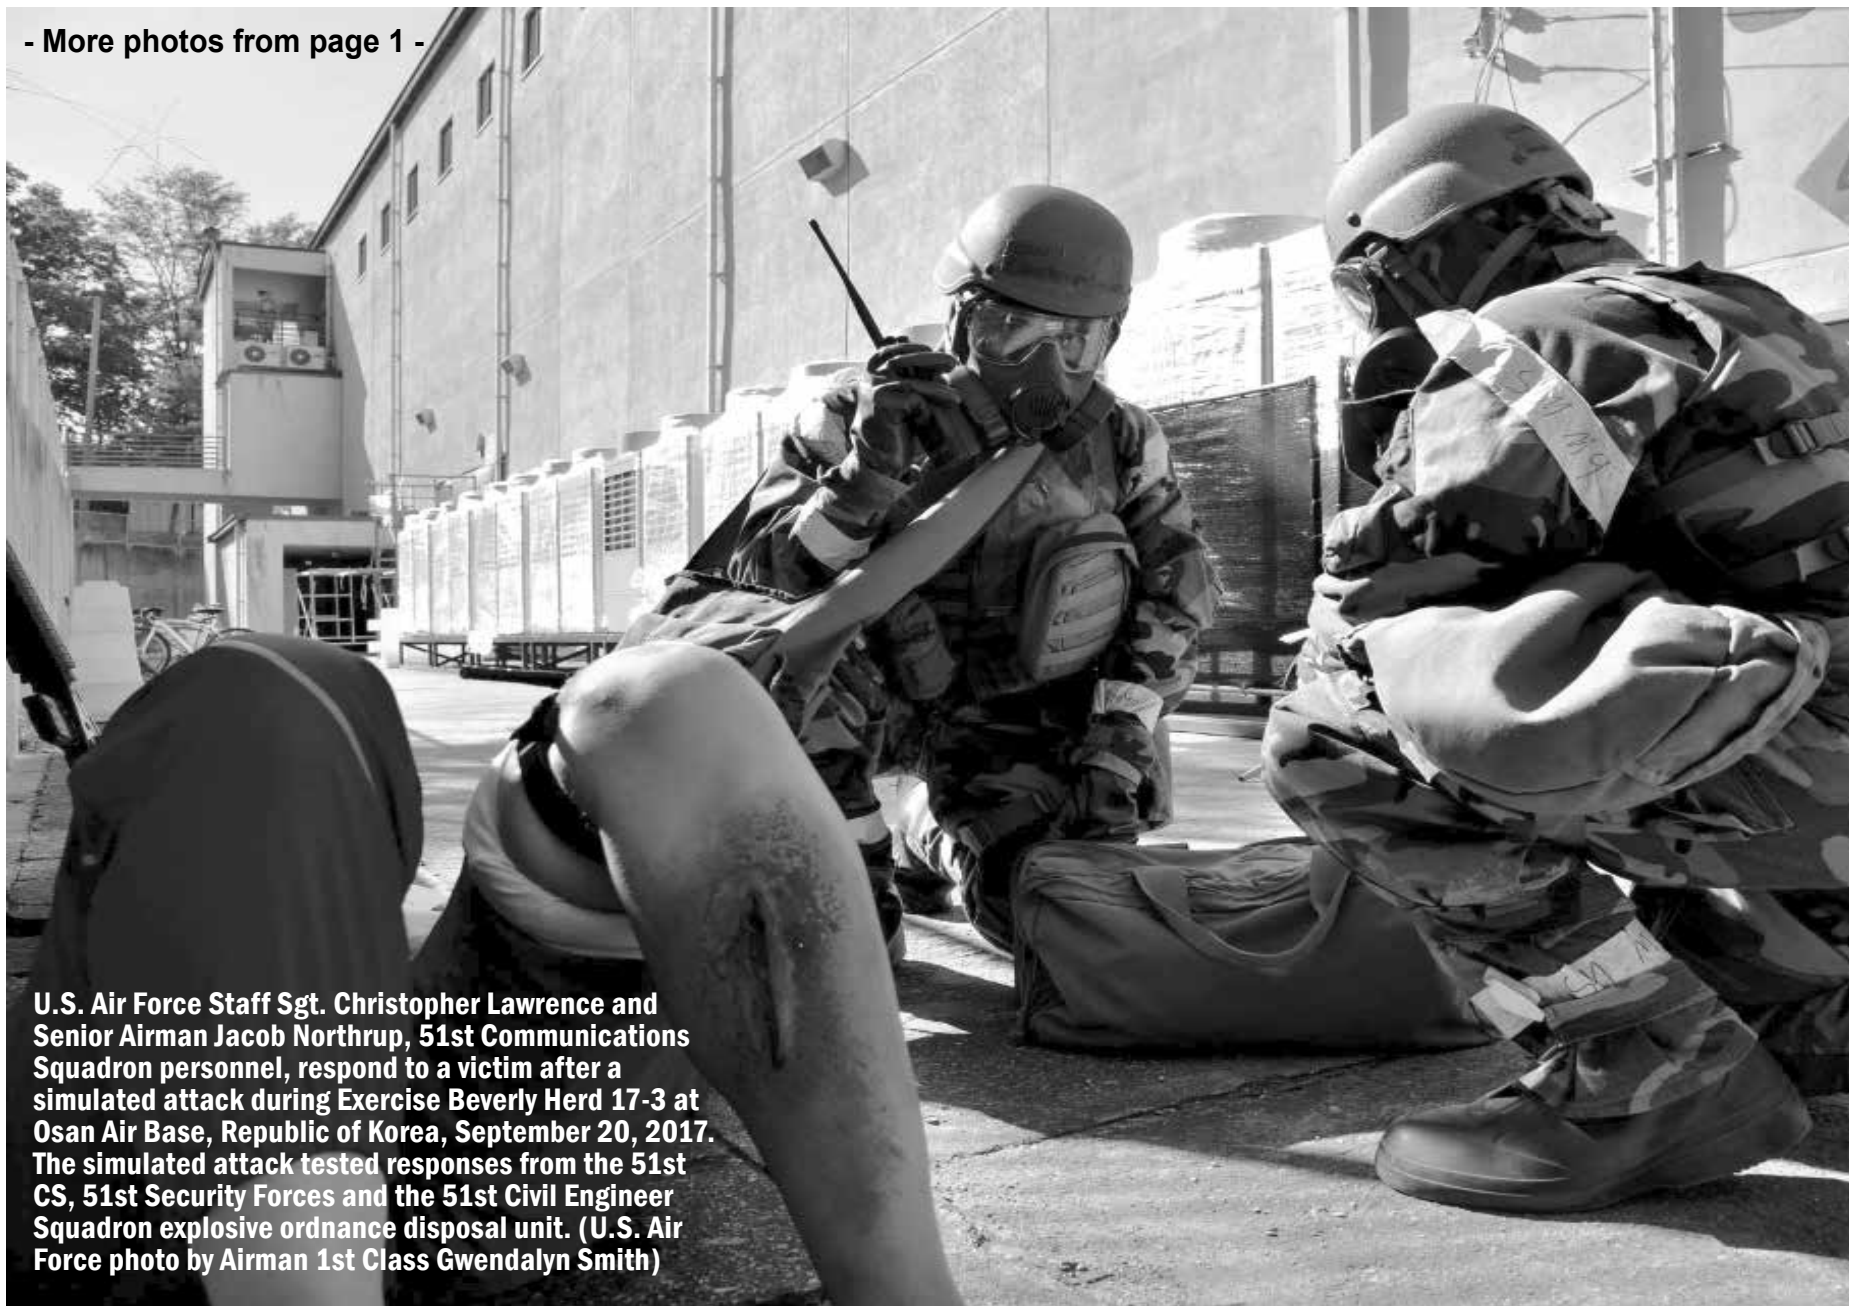 - More photos from page 1 -
U.S. Air Force Staff Sgt. Christopher Lawrence and
Senior Airman Jacob Northrup, 51st Communications
Squadron personnel, respond to a victim after a
simulated attack during Exercise Beverly Herd 17-3 at
Osan Air Base, Republic of Korea, September 20, 2017.
The simulated attack tested responses from the 51st
CS, 51st Security Forces and the 51st Civil Engineer
Squadron explosive ordnance disposal unit. (U.S. Air
Force photo by Airman 1st Class Gwendalyn Smith)